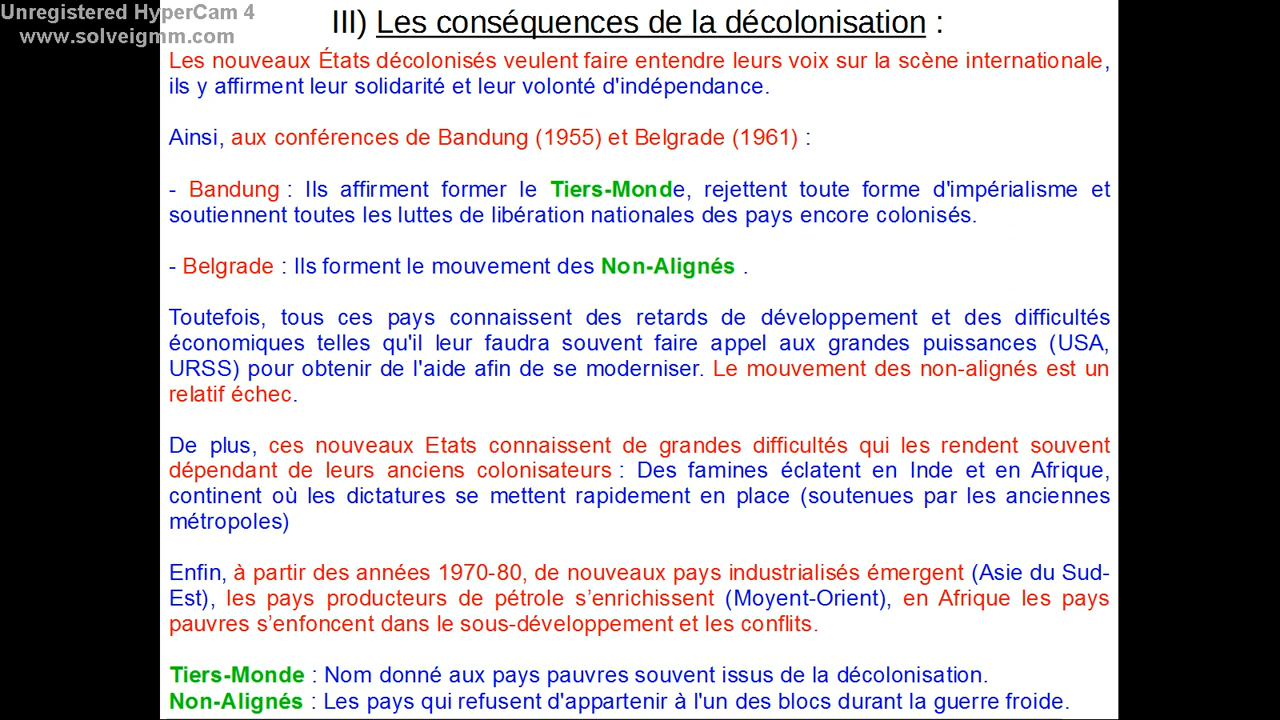 Unregistered HyperCam 4
www.solveigmm.com
III) Les conséquences de la décolonisation :
Les nouveaux États décolonisés veulent faire entendre leurs voix sur la scène internationale,
ils y affirment leur solidarité et leur volonté d'indépendance.
Ainsi, aux conférences de Bandung (1955) et Belgrade (1961) :
- Bandung : Ils affirment former le Tiers-Monde, rejettent toute forme d'impérialisme et
soutiennent toutes les luttes de libération nationales des pays encore colonisés.
- Belgrade : Ils forment le mouvement des Non-Alignés .
Toutefois, tous ces pays connaissent des retards de développement et des difficultés
économiques telles qu'il leur faudra souvent faire appel aux grandes puissances (USA,
URSS) pour obtenir de l'aide afin de se moderniser. Le mouvement des non-alignés est un
relatif échec.
De plus, ces nouveaux Etats connaissent de grandes difficultés qui les rendent souvent
dépendant de leurs anciens colonisateurs : Des famines éclatent en Inde et en Afrique,
continent où les dictatures se mettent rapidement en place (soutenues par les anciennes
métropoles)
Enfin, à partir des années 1970-80, de nouveaux pays industrialisés émergent (Asie du Sud-
Est), les pays producteurs de pétrole s’enrichissent (Moyent-Orient), en Afrique les pays
pauvres s’enfoncent dans le sous-développement et les conflits.
Tiers-Monde : Nom donné aux pays pauvres souvent issus de la décolonisation.
Non-Alignés : Les pays qui refusent d'appartenir à l'un des blocs durant la guerre froide.